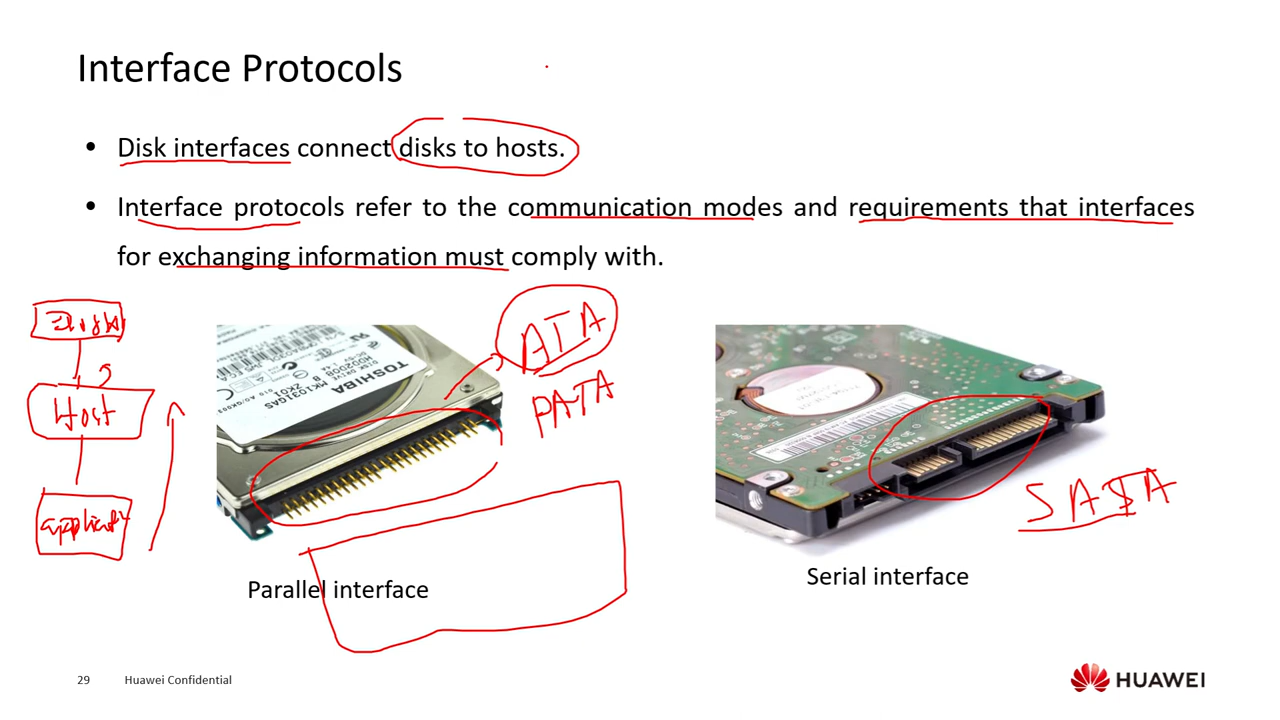 Interface Protocols
• Disk interfaces connect disks to hosts.
• Interface protocols refer to the communication modes and requirements that interfaces
for exchanging information must comply with.
Host
ATA
PATA
TOSHIBA
SATA
Parallel interface
Serial interface
29 Huawei Confidential
HUAWEI